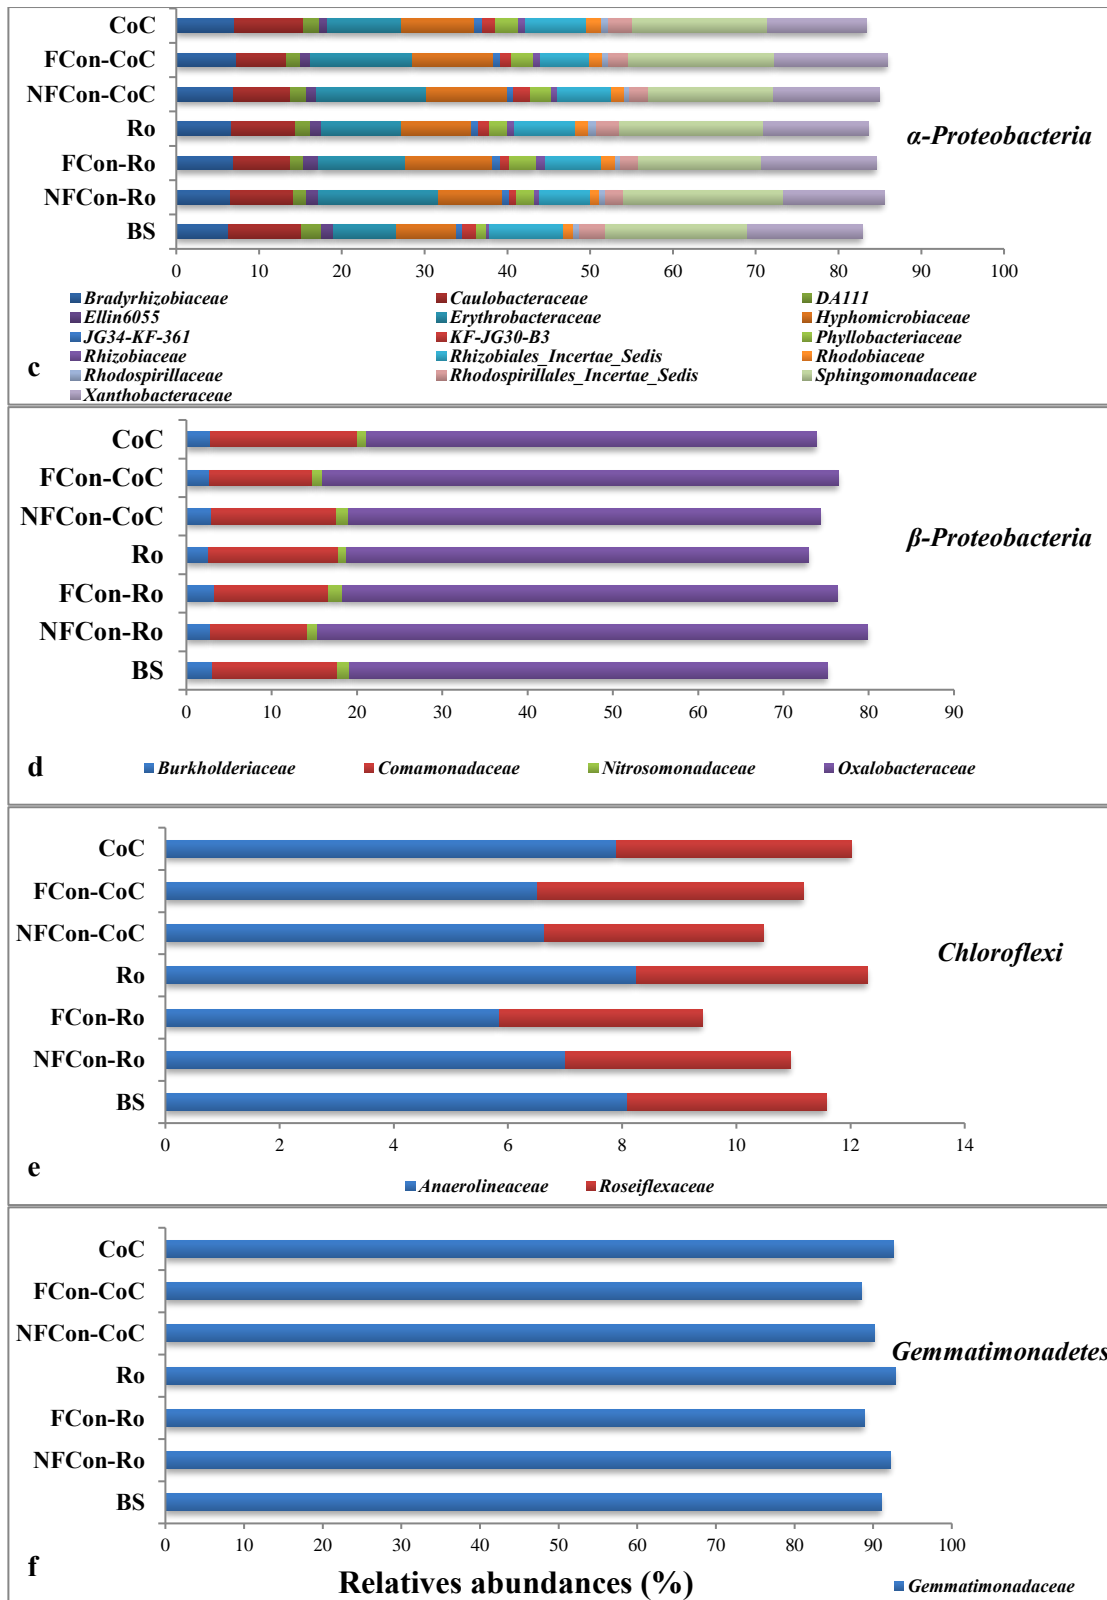 CoC
FCon-CoC
NFCon-CoC
Ro
FCon-Ro
NFCon-Ro
BS
α-Proteobacteria
0 10 20 30 40 50 60 70 80 90 100
Bradyrhizobiaceae Caulobacteraceae DA111
Ellin6055 Erythrobacteraceae Hyphomicrobiaceae
JG34-KF-361 KF-JG30-B3 Phyllobacteriaceae
Rhizobiaceae Rhizobiales_Incertae_Sedis Rhodobiaceae
Rhodospirillaceae Rhodospirillales_Incertae_Sedis Sphingomonadaceae
Xanthobacteraceae
c
CoC
FCon-CoC
NFCon-CoC
Ro
FCon-Ro
NFCon-Ro
BS
β-Proteobacteria
0 10 20 30 40 50 60 70 80 90
d
Burkholderiaceae Comamonadaceae Nitrosomonadaceae Oxalobacteraceae
CoC
FCon-CoC
NFCon-CoC
Ro
FCon-Ro
NFCon-Ro
BS
Chloroflexi
0 2 4 6 8 10 12 14
e
Anaerolineaceae Roseiflexaceae
CoC
FCon-CoC
NFCon-CoC
Ro
FCon-Ro
NFCon-Ro
BS
Gemmatimonadetes
0 10 20 30 40 50 60 70 80 90 100
f
Relatives abundances (%)
Gemmatimonadaceae